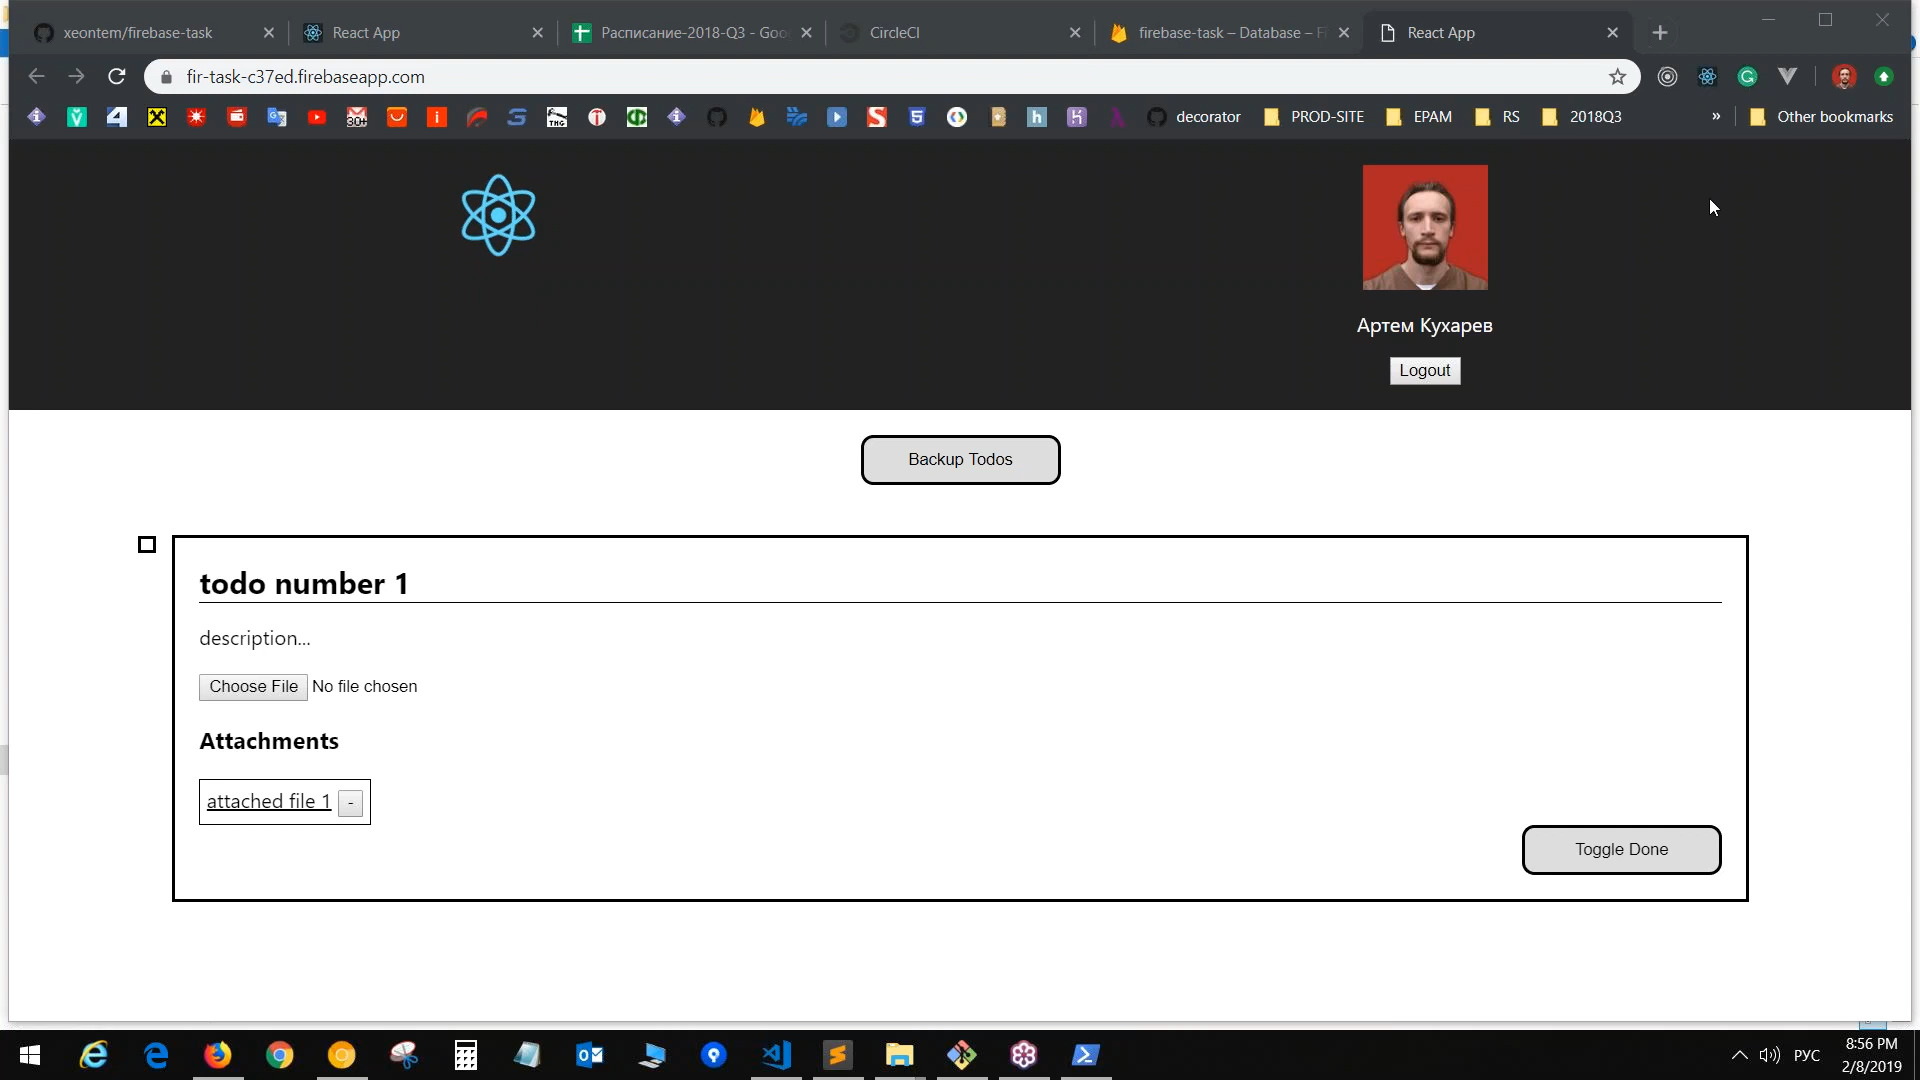 xeontem/firebase-task
React App
Расписание-2018-Q3 - Goo
CircleCI
firebase-task – Database – Fi
React App
fir-task-c37ed.firebaseapp.com
decorator
PROD-SITE
EPAM
RS
2018Q3
»
Other bookmarks
Артем Кухарев
Logout
Backup Todos
todo number 1
description...
Choose File No file chosen
Attachments
attached file 1 -
Toggle Done
РУС
8:56 PM
2/8/2019